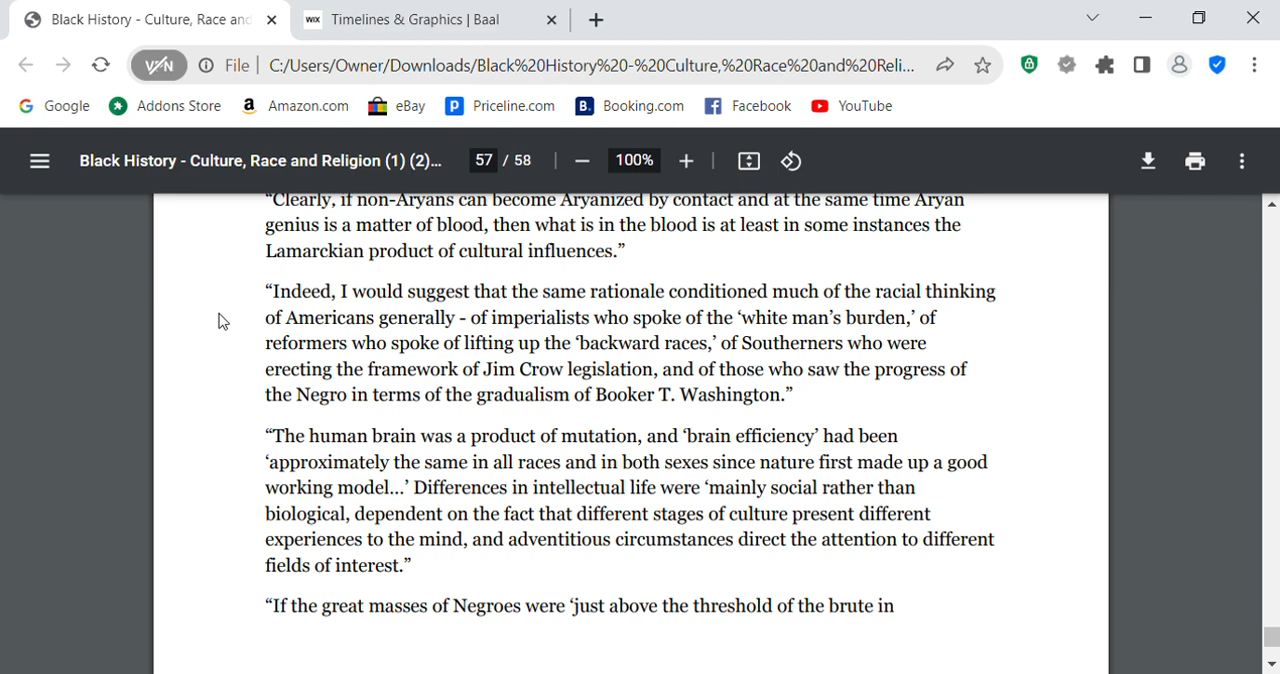 Black History - Culture, Race and
Timelines & Graphics | Baal
WIX
VPN
File
C:/Users/Owner/Downloads/Black%20History%20-%20Culture,%20Race%20and%20Reli...
Google
Addons Store
Amazon.com
eBay
Priceline.com
Booking.com
Facebook
YouTube
Black History - Culture, Race and Religion (1) (2)...
57 / 58
100%
“Clearly, if non-Aryans can become Aryanized by contact and at the same time Aryan
genius is a matter of blood, then what is in the blood is at least in some instances the
Lamarckian product of cultural influences.”
“Indeed, I would suggest that the same rationale conditioned much of the racial thinking
of Americans generally - of imperialists who spoke of the ‘white man’s burden,’ of
reformers who spoke of lifting up the ‘backward races,’ of Southerners who were
erecting the framework of Jim Crow legislation, and of those who saw the progress of
the Negro in terms of the gradualism of Booker T. Washington.”
“The human brain was a product of mutation, and ‘brain efficiency’ had been
‘approximately the same in all races and in both sexes since nature first made up a good
working model...’ Differences in intellectual life were ‘mainly social rather than
biological, dependent on the fact that different stages of culture present different
experiences to the mind, and adventitious circumstances direct the attention to different
fields of interest.”
“If the great masses of Negroes were ‘just above the threshold of the brute in